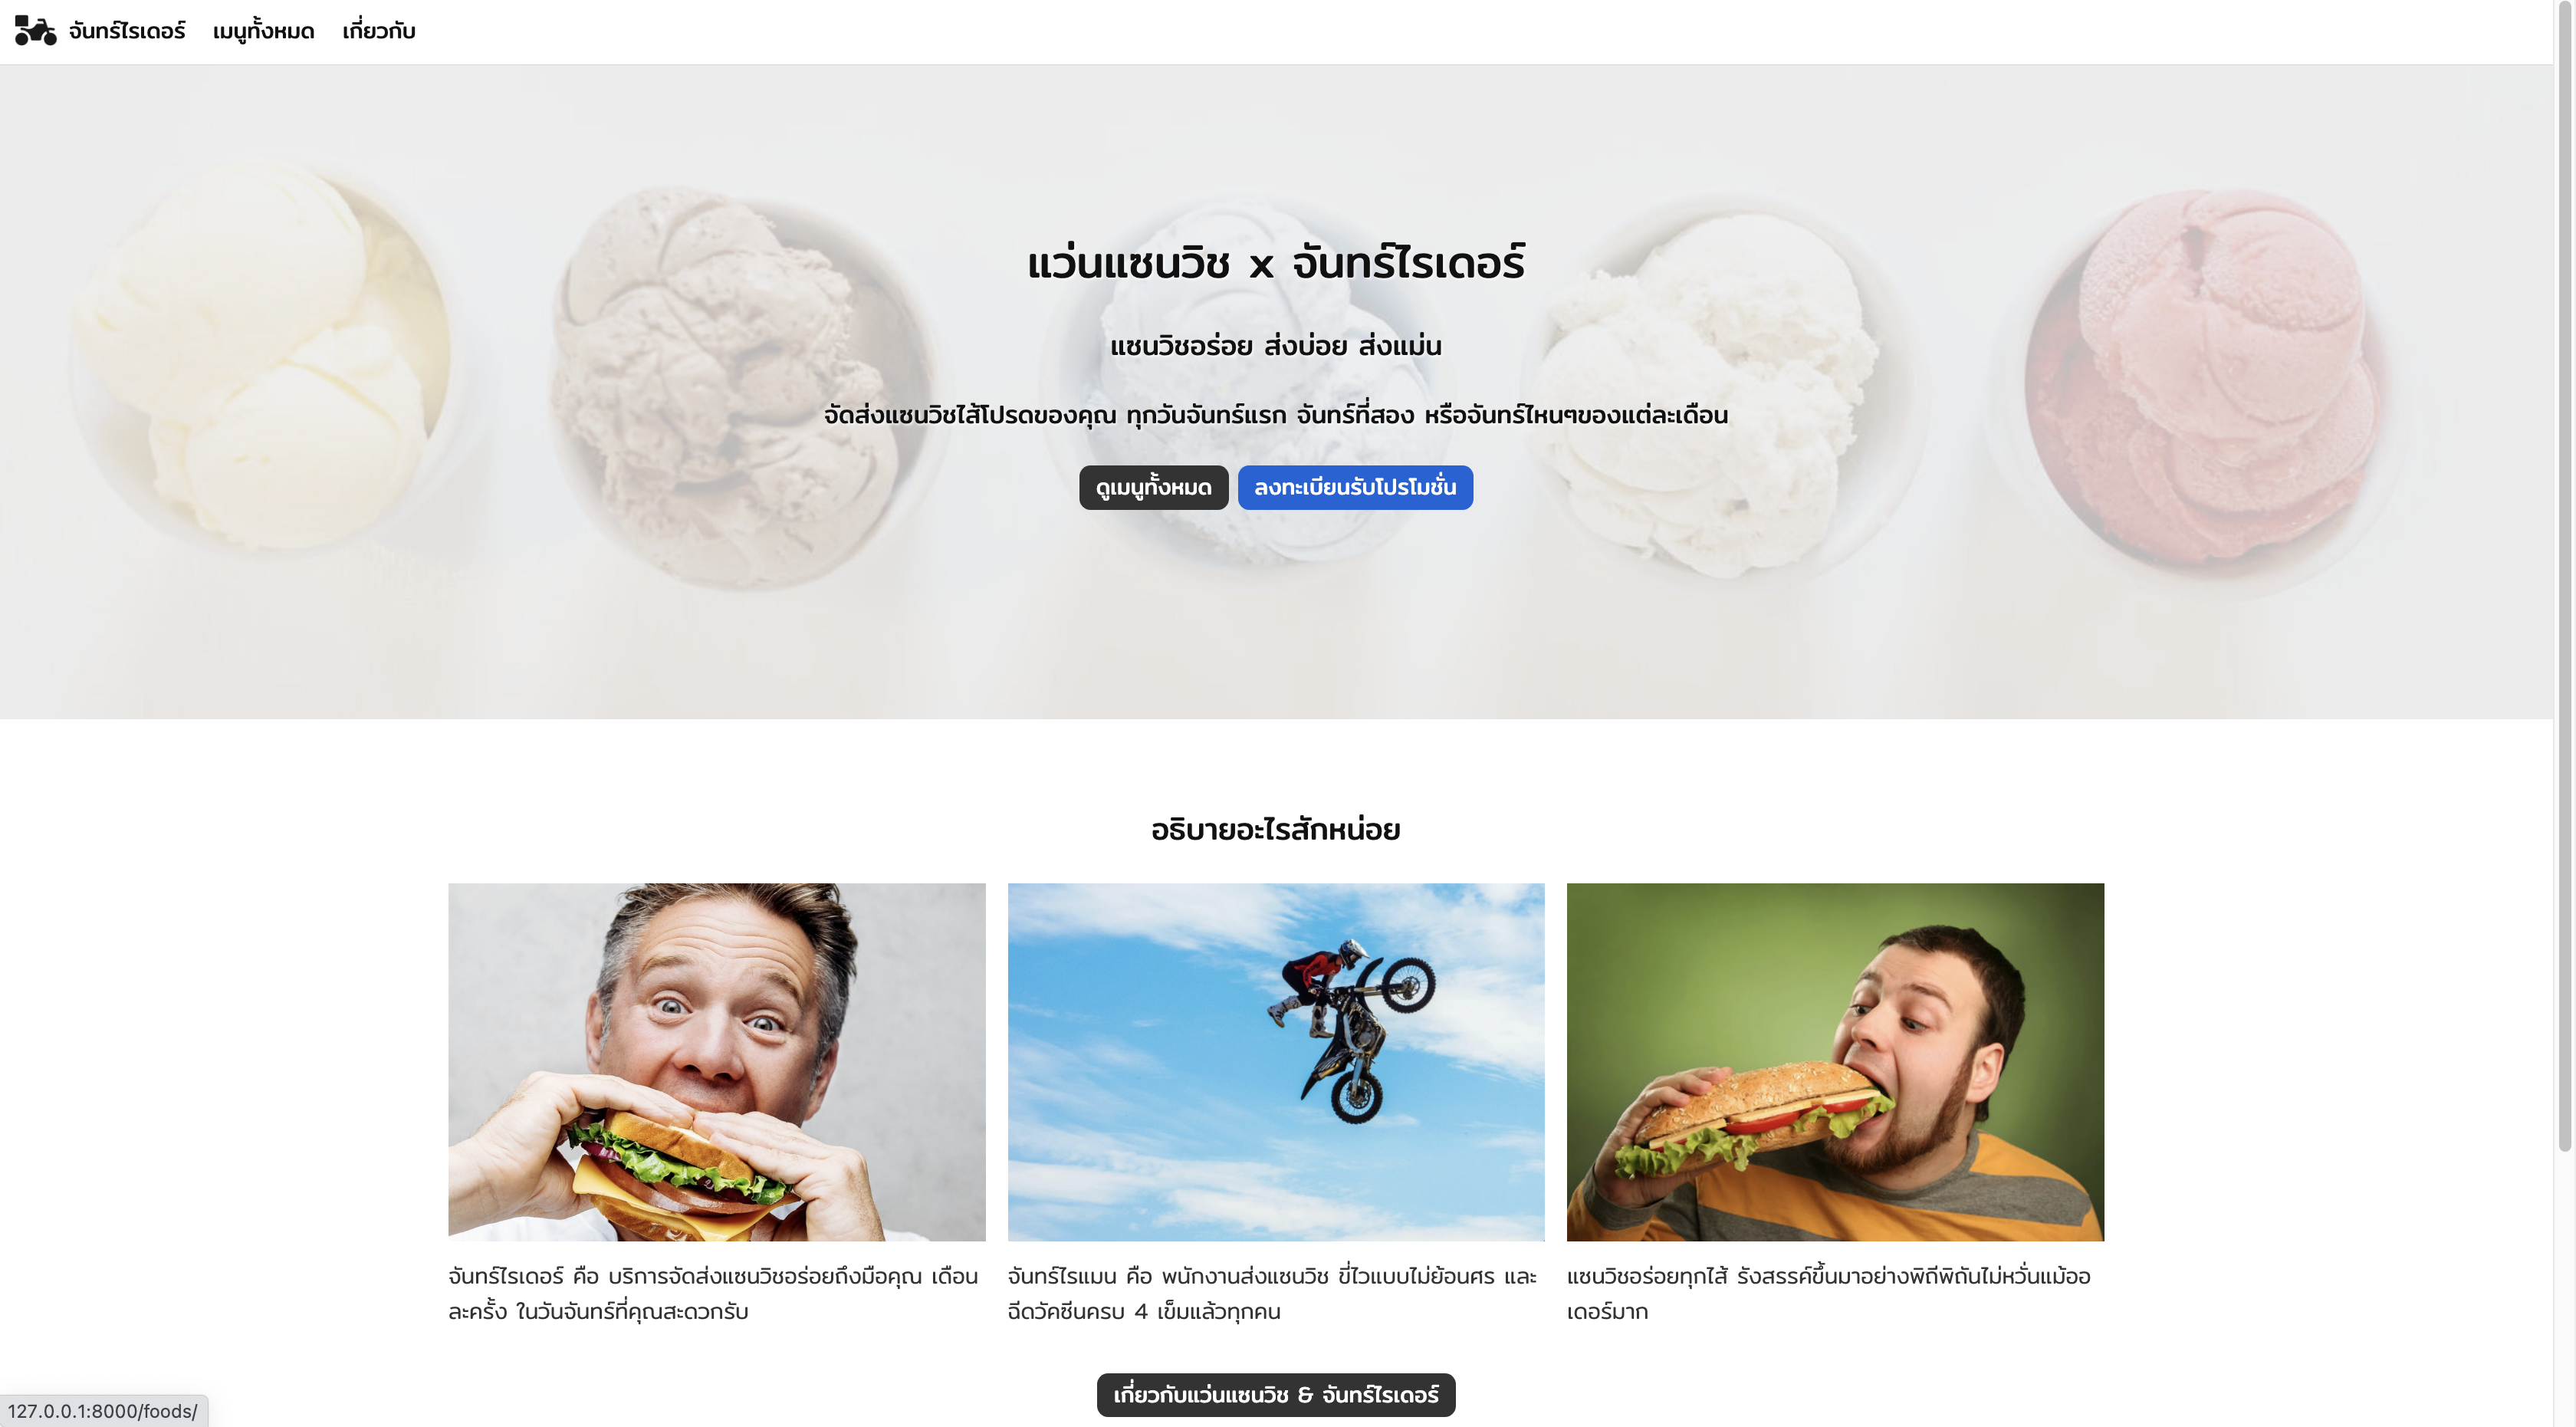 จันทร์ไรเดอร์ เมนูทั้งหมด เกี่ยวกับ
แว่นแซนวิช x จันทร์ไรเดอร์
แซนวิชอร่อย ส่งบ่อย ส่งแม่น
จัดส่งแซนวิชไส้โปรดของคุณ ทุกวันจันทร์แรก จันทร์ที่สอง หรือจันทร์ไหนๆของแต่ละเดือน
ดูเมนูทั้งหมด ลงทะเบียนรับโปรโมชั่น
อธิบายอะไรสักหน่อย
จันทร์ไรเดอร์ คือ บริการจัดส่งแซนวิชอร่อยถึงมือคุณ เดือน
ละครั้ง ในวันจันทร์ที่คุณสะดวกรับ
จันทร์ไรแมน คือ พนักงานส่งแซนวิช ขี่ไวแบบไม่ย้อนศร และ
ฉีดวัคซีนครบ 4 เข็มแล้วทุกคน
แซนวิชอร่อยทุกไส้ รังสรรค์ขึ้นมาอย่างพิถีพิถันไม่หวั่นแม้ออ
เดอร์มาก
เกี่ยวกับแว่นแซนวิช & จันทร์ไรเดอร์
127.0.0.1:8000/foods/